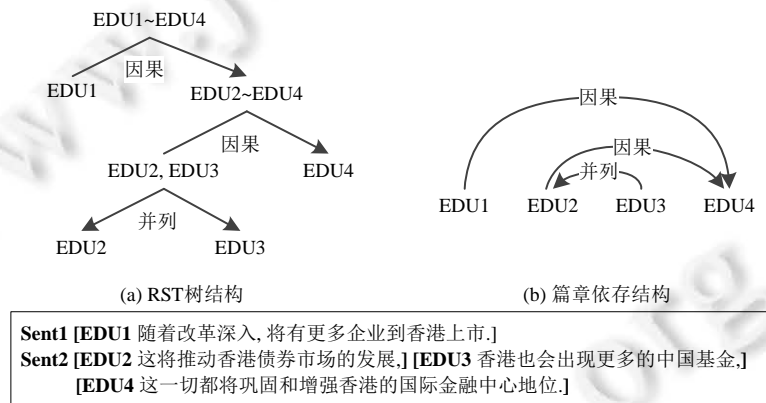 EDU1~EDU4
因果
EDU1
EDU2~EDU4
因果
EDU2, EDU3
EDU4
并列
EDU2
EDU3
(a) RST树结构
因果
因果
并列
EDU1
EDU2
EDU3
EDU4
(b) 篇章依存结构
Sent1 [EDU1 随着改革深入, 将有更多企业到香港上市.]
Sent2 [EDU2 这将推动香港债券市场的发展,] [EDU3 香港也会出现更多的中国基金,]
[EDU4 这一切都将巩固和增强香港的国际金融中心地位.]
www.j
org